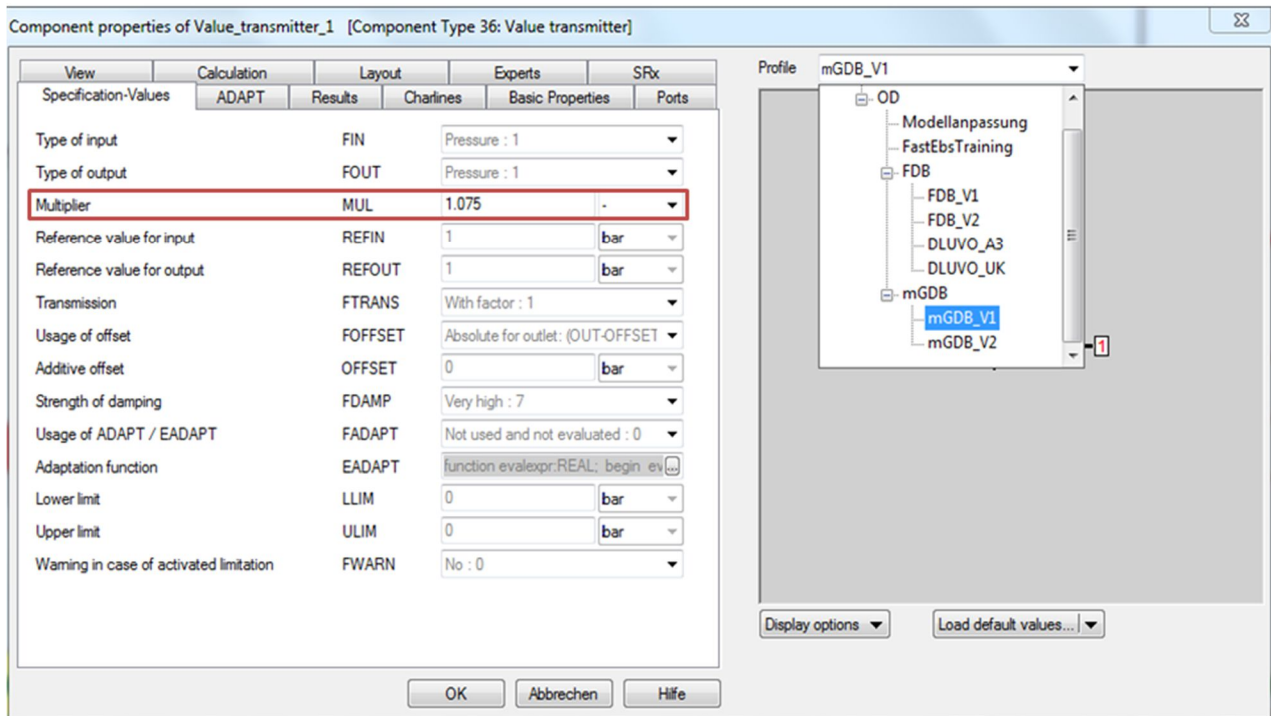 Component properties of Value_transmitter_1 [Component Type 36: Value transmitter]
View Calculation Layout Experts SRx
Specification-Values ADAPT Results Charlines Basic Properties Ports
Type of input FIN Pressure : 1
Type of output FOUT Pressure : 1
Multiplier MUL 1.075 -
Reference value for input REFIN 1 bar
Reference value for output REFOUT 1 bar
Transmission FTRANS With factor : 1
Usage of offset FOFFSET Absolute for outlet: (OUT-OFFSET
Additive offset OFFSET 0 bar
Strength of damping FDAMP Very high : 7
Usage of ADAPT / EADAPT FADAPT Not used and not evaluated : 0
Adaptation function EADAPT function evalexpr:REAL; begin ev ...
Lower limit LLIM 0 bar
Upper limit ULIM 0 bar
Warning in case of activated limitation FWARN No : 0
OK Abbrechen Hilfe
Profile mGDB_V1
OD
Modellanpassung
FastEbsTraining
FDB
FDB_V1
FDB_V2
DLUVO_A3
DLUVO_UK
mGDB
mGDB_V1
mGDB_V2
1
Display options Load default values...